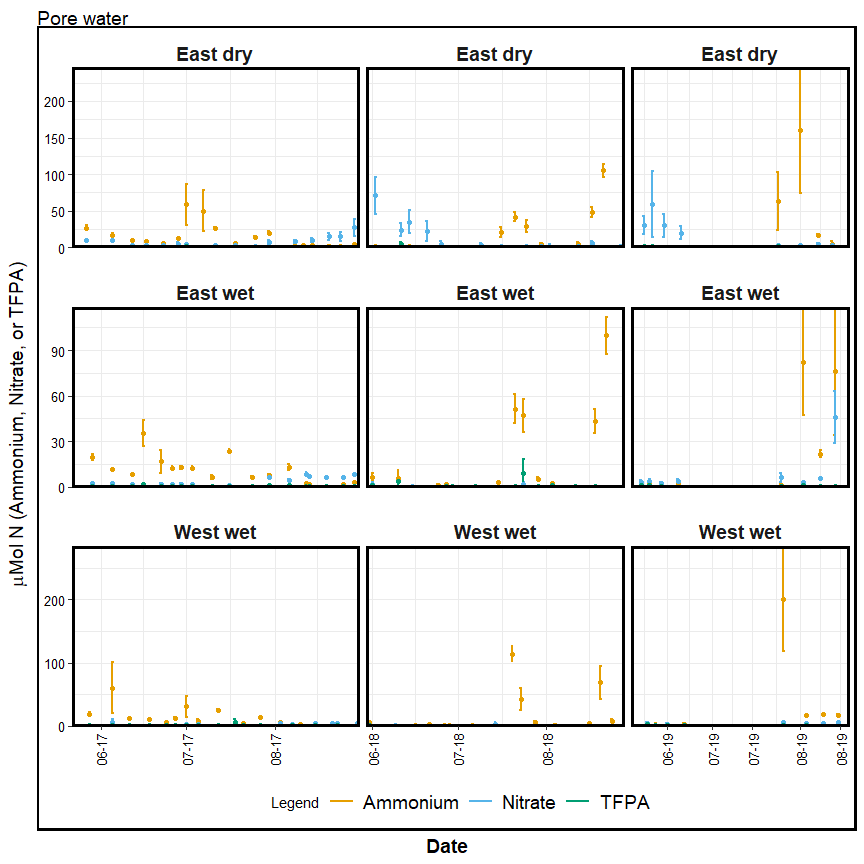 Pore water
East dry East dry East dry
200
150
100
50
0
East wet East wet East wet
90
60
30
0
West wet West wet West wet
200
100
0
06-17 07-17 08-17 06-18 07-18 08-18 06-19 07-19 07-19 08-19 08-19
μMol N (Ammonium, Nitrate, or TFPA)
Legend Ammonium Nitrate TFPA
Date